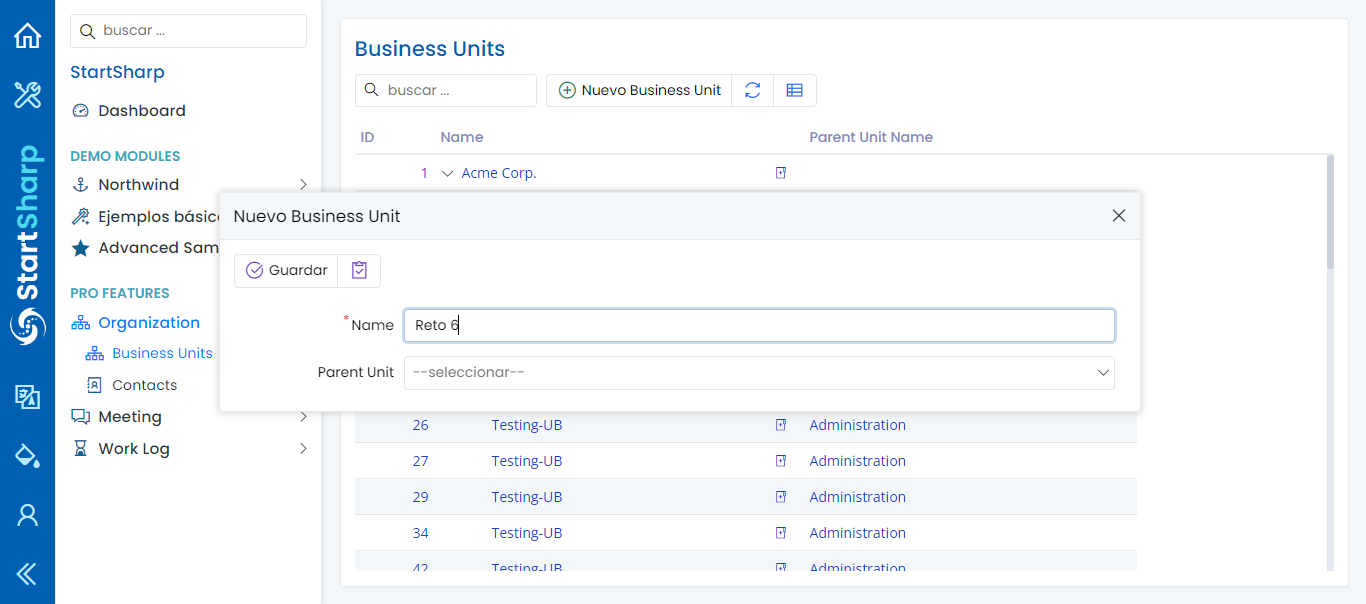 StartSharp
buscar ...
StartSharp
Dashboard
DEMO MODULES
Northwind
Ejemplos básic
Advanced Sam
PRO FEATURES
Organization
Business Units
Contacts
Meeting
Work Log
Business Units
buscar ...
Nuevo Business Unit
ID Name Parent Unit Name
1 Acme Corp.
Nuevo Business Unit
Guardar
*Name Reto 6
Parent Unit --seleccionar--
26 Testing-UB Administration
27 Testing-UB Administration
29 Testing-UB Administration
34 Testing-UB Administration
42 Testing-UB Administration